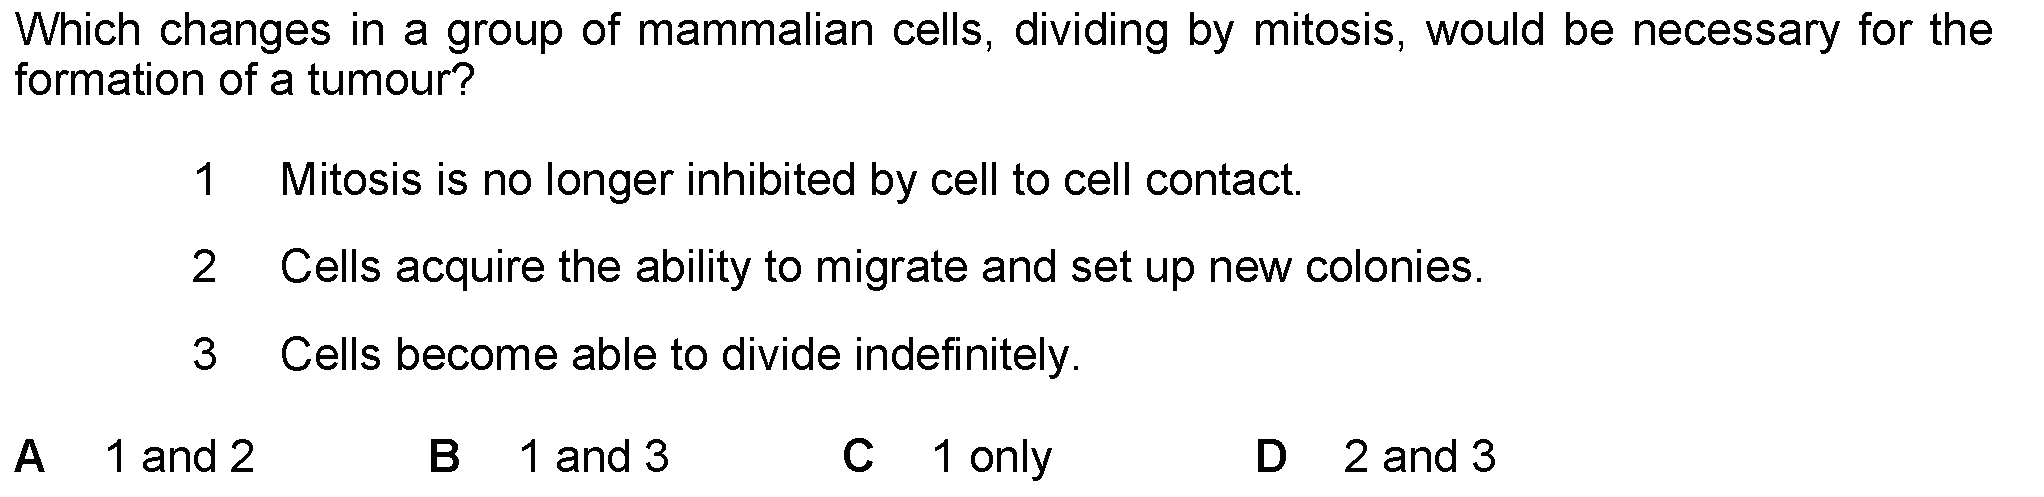 Which changes in a group of mammalian cells, dividing by mitosis, would be necessary for the
formation of a tumour?
1 Mitosis is no longer inhibited by cell to cell contact.
2 Cells acquire the ability to migrate and set up new colonies.
3 Cells become able to divide indefinitely.
A 1 and 2 B 1 and 3 C 1 only D 2 and 3